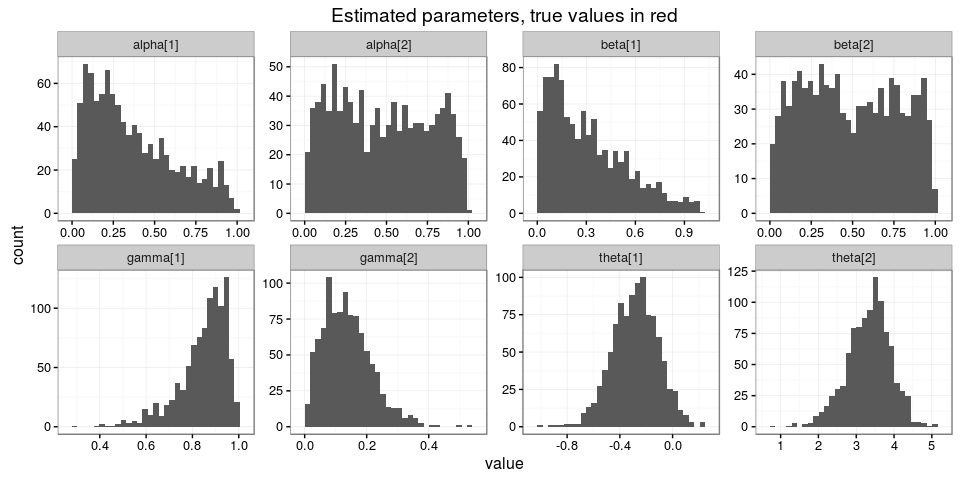 Estimated parameters, true values in red
alpha[1] alpha[2] beta[1] beta[2]
60 50 80 40
40 40 60 30
30 40 20
20 20 20 10
10
0 0 0 0
0.00 0.25 0.50 0.75 1.00 0.00 0.25 0.50 0.75 1.00 0.0 0.3 0.6 0.9 0.00 0.25 0.50 0.75 1.00
count
gamma[1] gamma[2] theta[1] theta[2]
100 100 100 125
75 75 100
50 50 50 75
25 25 50
25
0 0 0 0
0.4 0.6 0.8 1.0 0.0 0.2 0.4 -0.8 -0.4 0.0 1 2 3 4 5
value